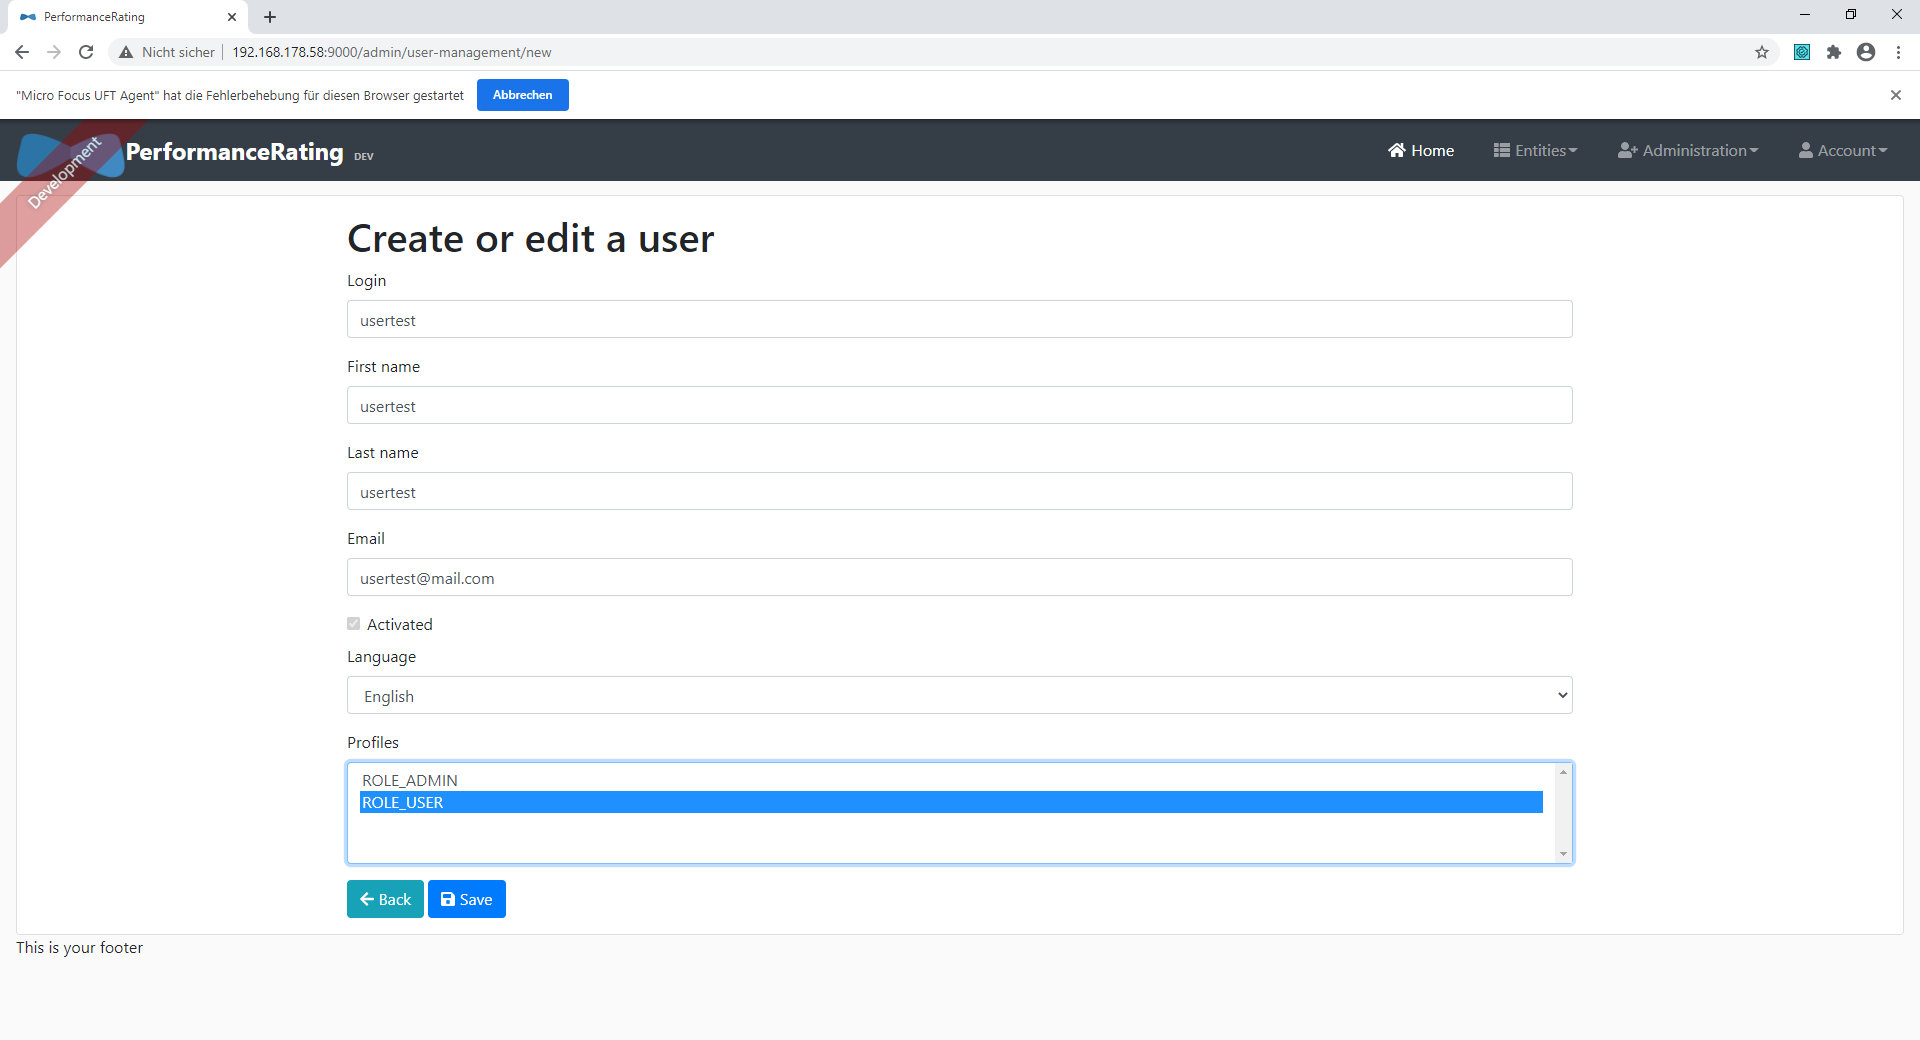 PerformanceRating
Nicht sicher
192.168.178.58:9000/admin/user-management/new
"Micro Focus UFT Agent" hat die Fehlerbehebung für diesen Browser gestartet
Abbrechen
Development
PerformanceRating DEV
Home
Entities
Administration
Account
Create or edit a user
Login
usertest
First name
usertest
Last name
usertest
Email
usertest@mail.com
Activated
Language
English
Profiles
ROLE_ADMIN
ROLE_USER
Back
Save
This is your footer